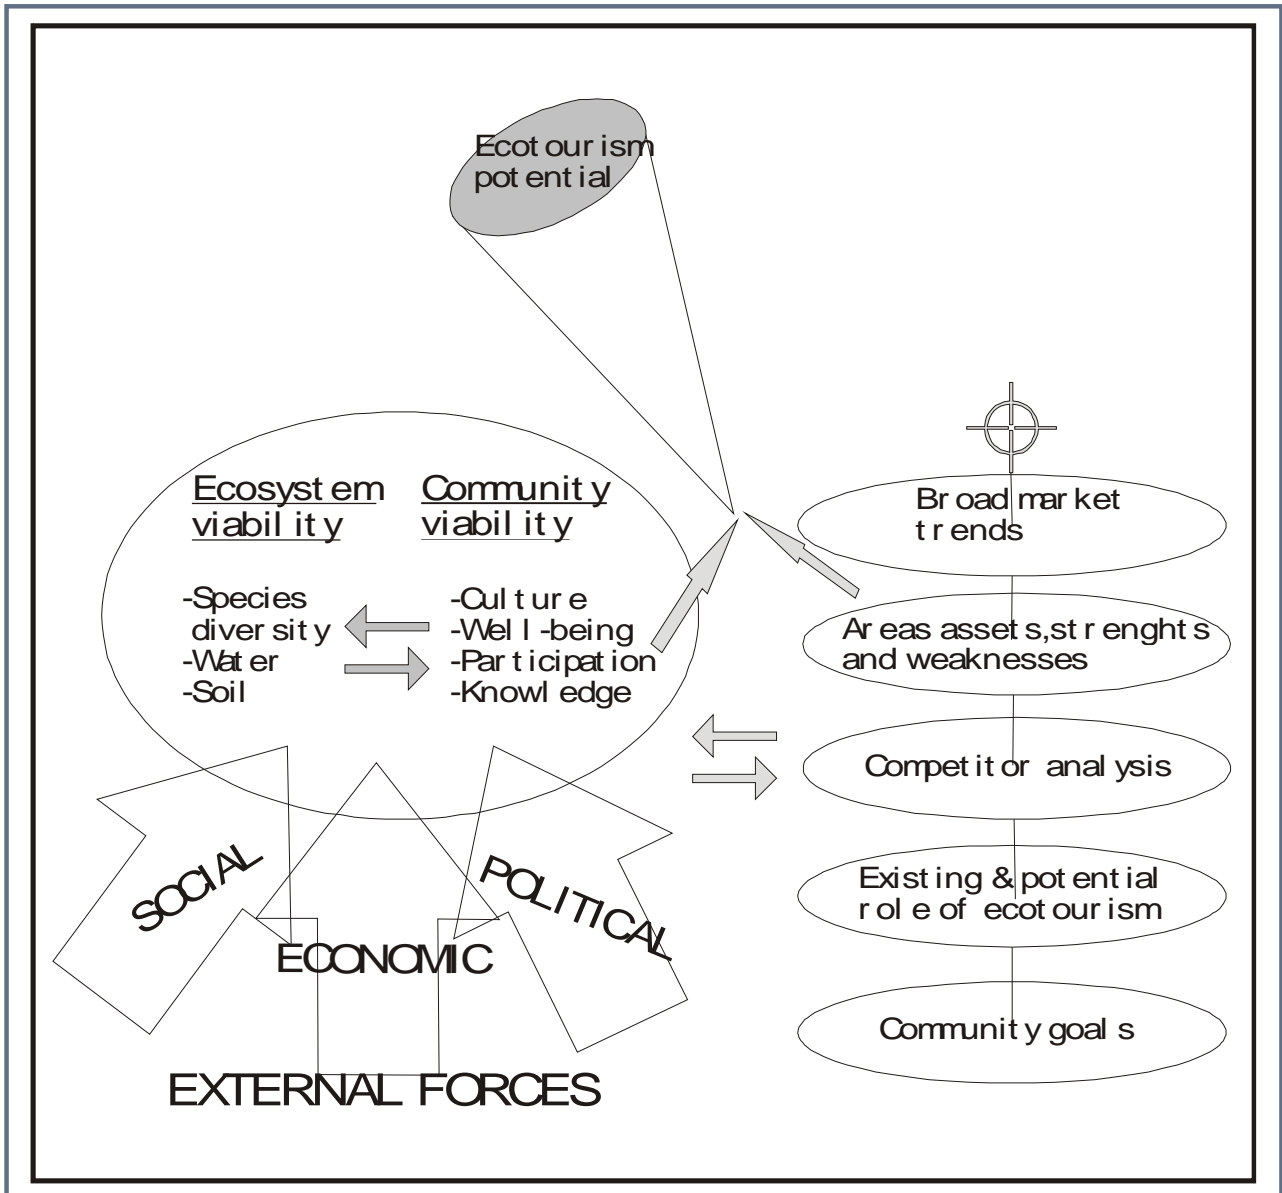 Ecotourism
potential
Ecosystem
viability
-Species
diversity
-Water
-Soil
Community
viability
-Culture
-Well-being
-Participation
-Knowledge
SOCIAL
ECONOMIC
POLITICAL
EXTERNAL FORCES
Broad market
trends
Areas assets,strenghts
and weaknesses
Competitor analysis
Existing & potential
role of ecotourism
Community goals